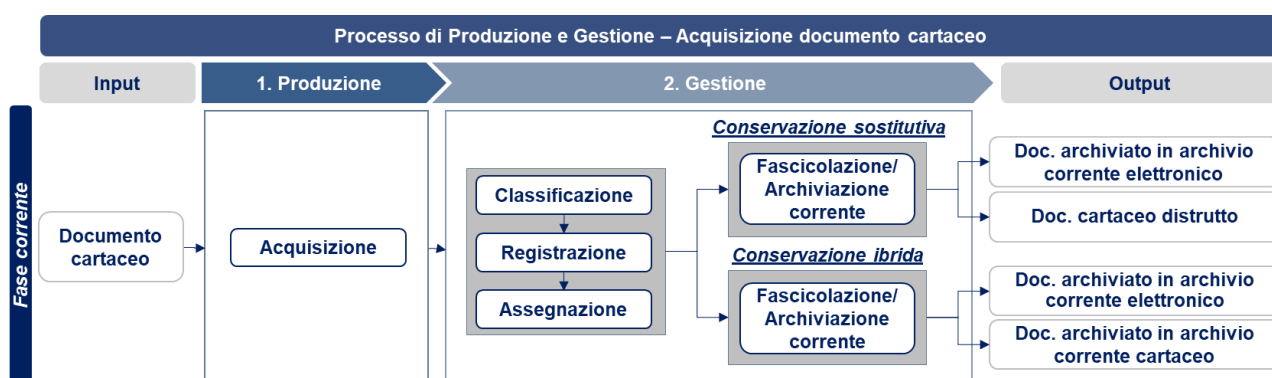 Processo di Produzione e Gestione – Acquisizione documento cartaceo
Input
1. Produzione
2. Gestione
Output
Fase corrente
Documento
cartaceo
Acquisizione
Classificazione
Registrazione
Assegnazione
Conservazione sostitutiva
Fascicolazione/
Archiviazione
corrente
Conservazione ibrida
Fascicolazione/
Archiviazione
corrente
Doc. archiviato in archivio
corrente elettronico
Doc. cartaceo distrutto
Doc. archiviato in archivio
corrente elettronico
Doc. archiviato in archivio
corrente cartaceo